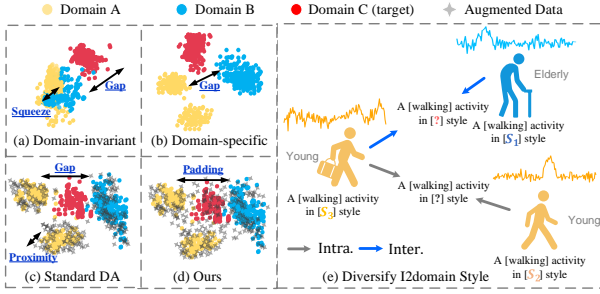 Domain A
Domain B
Domain C (target)
Augmented Data
Squeeze
Gap
(a) Domain-invariant
Gap
(b) Domain-specific
Gap
Proximity
(c) Standard DA
Padding
(d) Ours
Elderly
A [walking] activity
in [?] style
A [walking] activity
in [S1] style
Young
A [walking] activity
in [S3] style
A [walking] activity
in [?] style
Young
A [walking] activity
in [S2] style
Intra.
Inter.
(e) Diversify I2domain Style